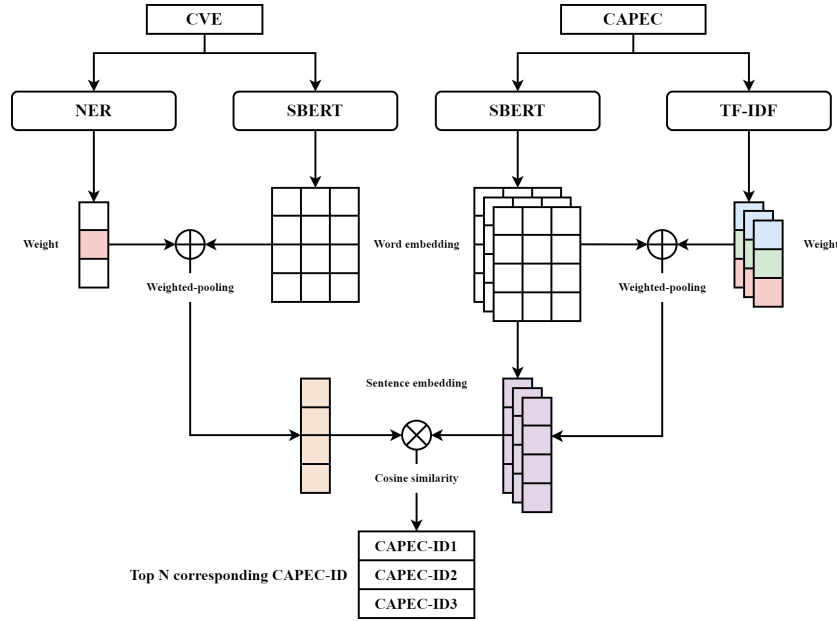 CVE
CAPEC
NER
SBERT
SBERT
TF-IDF
Weight
Word embedding
Weight
Weighted-pooling
Weighted-pooling
Sentence embedding
Cosine similarity
Top N corresponding CAPEC-ID
CAPEC-ID1
CAPEC-ID2
CAPEC-ID3